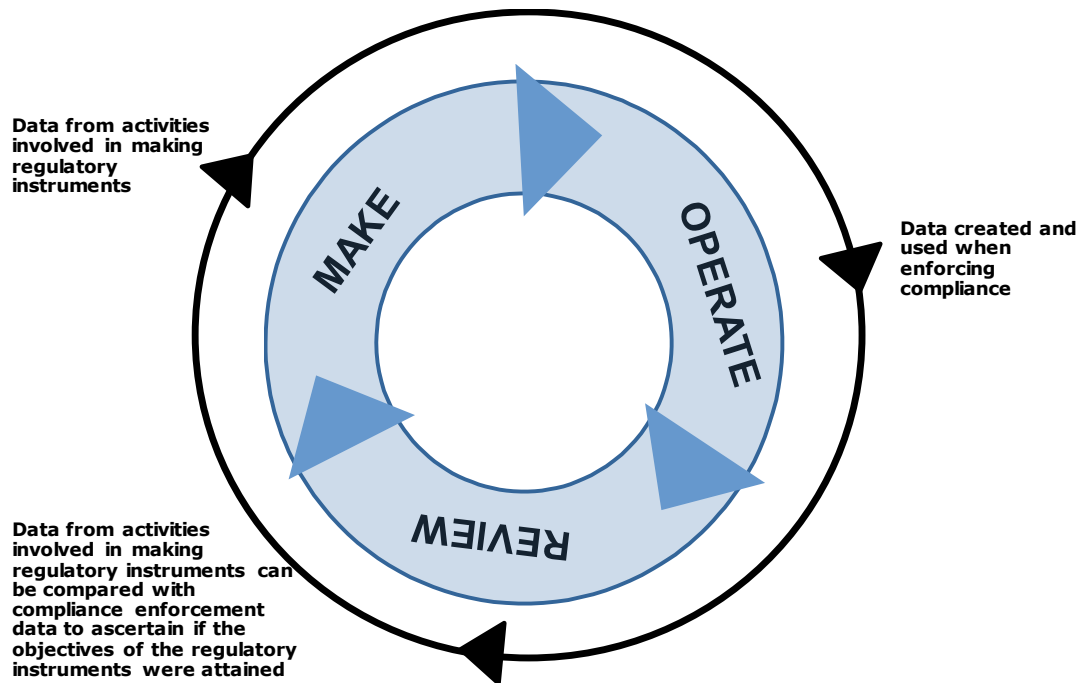 Data from activities
involved in making
regulatory
instruments
MAKE
OPERATE
Data created and
used when
enforcing
compliance
REVIEW
Data from activities
involved in making
regulatory instruments can
be compared with
compliance enforcement
data to ascertain if the
objectives of the regulatory
instruments were attained